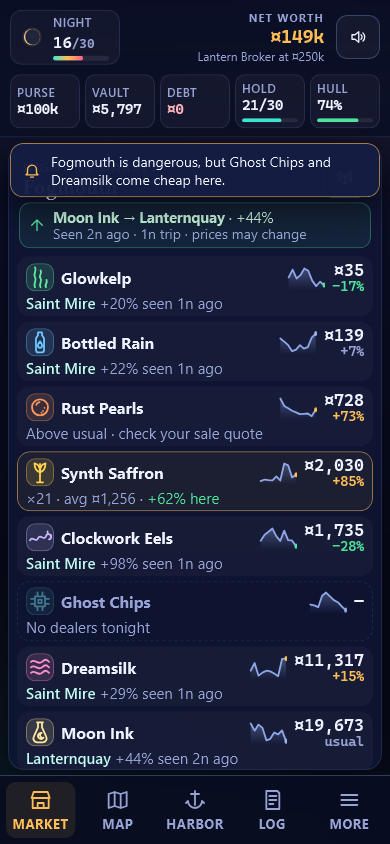 NIGHT
16/30
NET WORTH
¤149k
Lantern Broker at ¤250k
PURSE
¤100k
VAULT
¤5,797
DEBT
¤0
HOLD
21/30
HULL
74%
Fogmouth is dangerous, but Ghost Chips and
Dreamsilk come cheap here.
Moon Ink → Lanternquay · +44%
Seen 2n ago · 1n trip · prices may change
Glowkelp
¤35
−17%
Saint Mire +20% seen 1n ago
Bottled Rain
¤139
+7%
Saint Mire +22% seen 1n ago
Rust Pearls
¤728
+73%
Above usual · check your sale quote
Synth Saffron
¤2,030
+85%
×21 · avg ¤1,256 · +62% here
Clockwork Eels
¤1,735
−28%
Saint Mire +98% seen 1n ago
Ghost Chips
—
No dealers tonight
Dreamsilk
¤11,317
+15%
Saint Mire +29% seen 1n ago
Moon Ink
¤19,673
usual
Lanternquay +44% seen 2n ago
MARKET
MAP
HARBOR
LOG
MORE